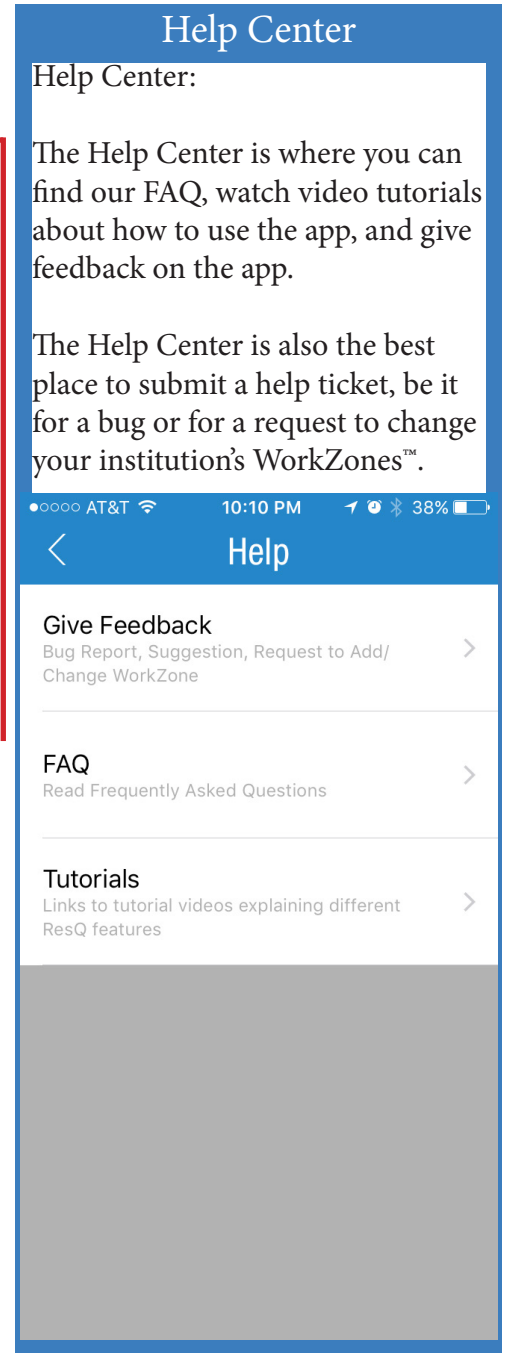 Help Center
Help Center:
The Help Center is where you can
find our FAQ, watch video tutorials
about how to use the app, and give
feedback on the app.
The Help Center is also the best
place to submit a help ticket, be it
for a bug or for a request to change
your institution's WorkZones™.
AT&T 10:10 PM 38%
Help
Give Feedback
Bug Report, Suggestion, Request to Add/
Change WorkZone
FAQ
Read Frequently Asked Questions
Tutorials
Links to tutorial videos explaining different
ResQ features